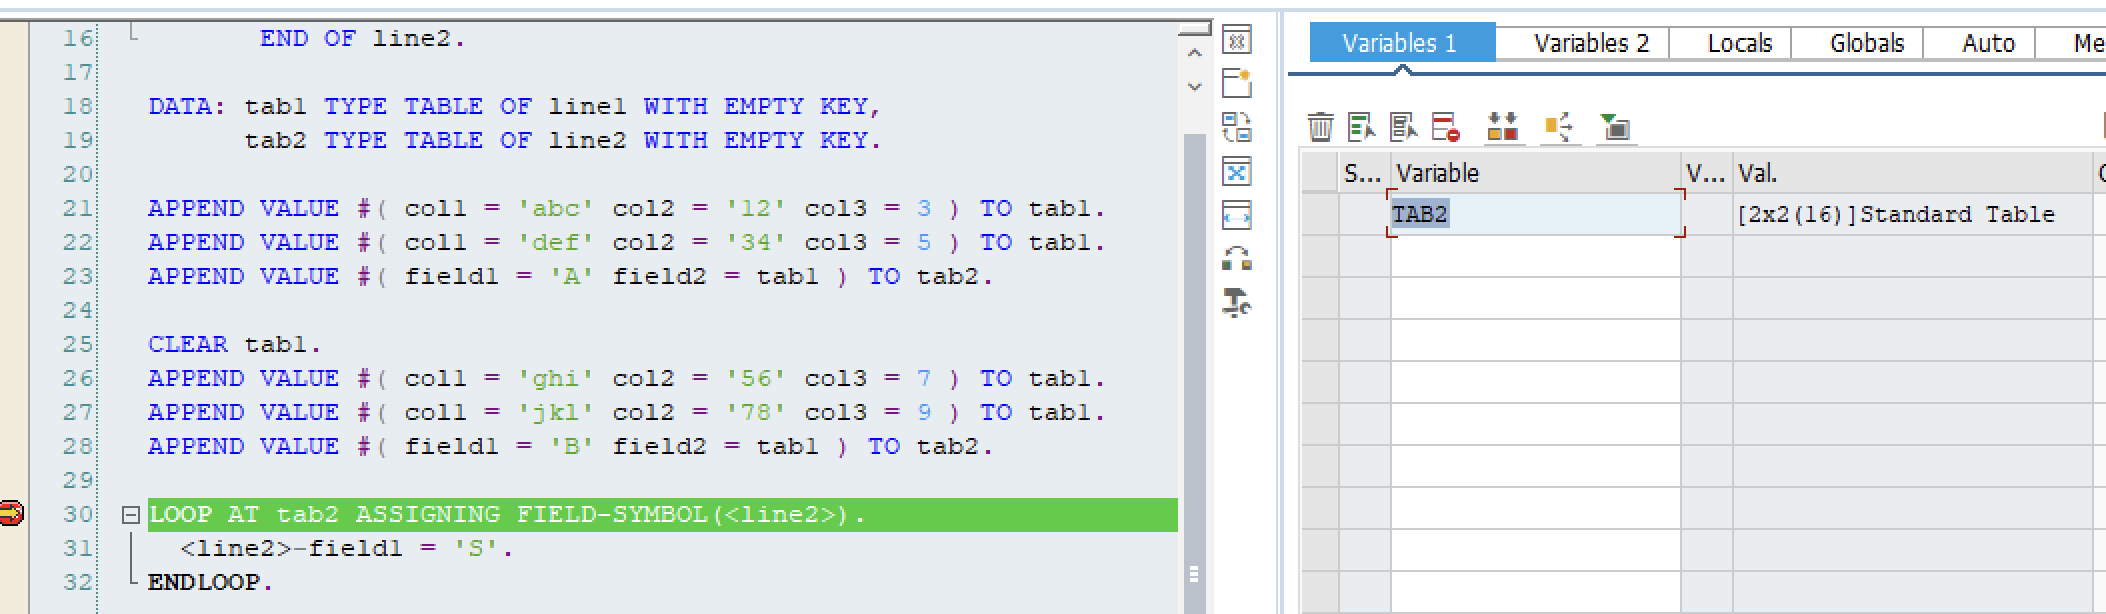 16 END OF line2.
17
18 DATA: tab1 TYPE TABLE OF line1 WITH EMPTY KEY,
19 tab2 TYPE TABLE OF line2 WITH EMPTY KEY.
20
21 APPEND VALUE #( col1 = 'abc' col2 = '12' col3 = 3 ) TO tab1.
22 APPEND VALUE #( col1 = 'def' col2 = '34' col3 = 5 ) TO tab1.
23 APPEND VALUE #( field1 = 'A' field2 = tab1 ) TO tab2.
24
25 CLEAR tab1.
26 APPEND VALUE #( col1 = 'ghi' col2 = '56' col3 = 7 ) TO tab1.
27 APPEND VALUE #( col1 = 'jkl' col2 = '78' col3 = 9 ) TO tab1.
28 APPEND VALUE #( field1 = 'B' field2 = tab1 ) TO tab2.
29
30 LOOP AT tab2 ASSIGNING FIELD-SYMBOL(<line2>).
31 <line2>-field1 = 'S'.
32 ENDLOOP.
Variables 1 Variables 2 Locals Globals Auto Me
S... Variable V... Val.
TAB2 [2x2(16)]Standard Table